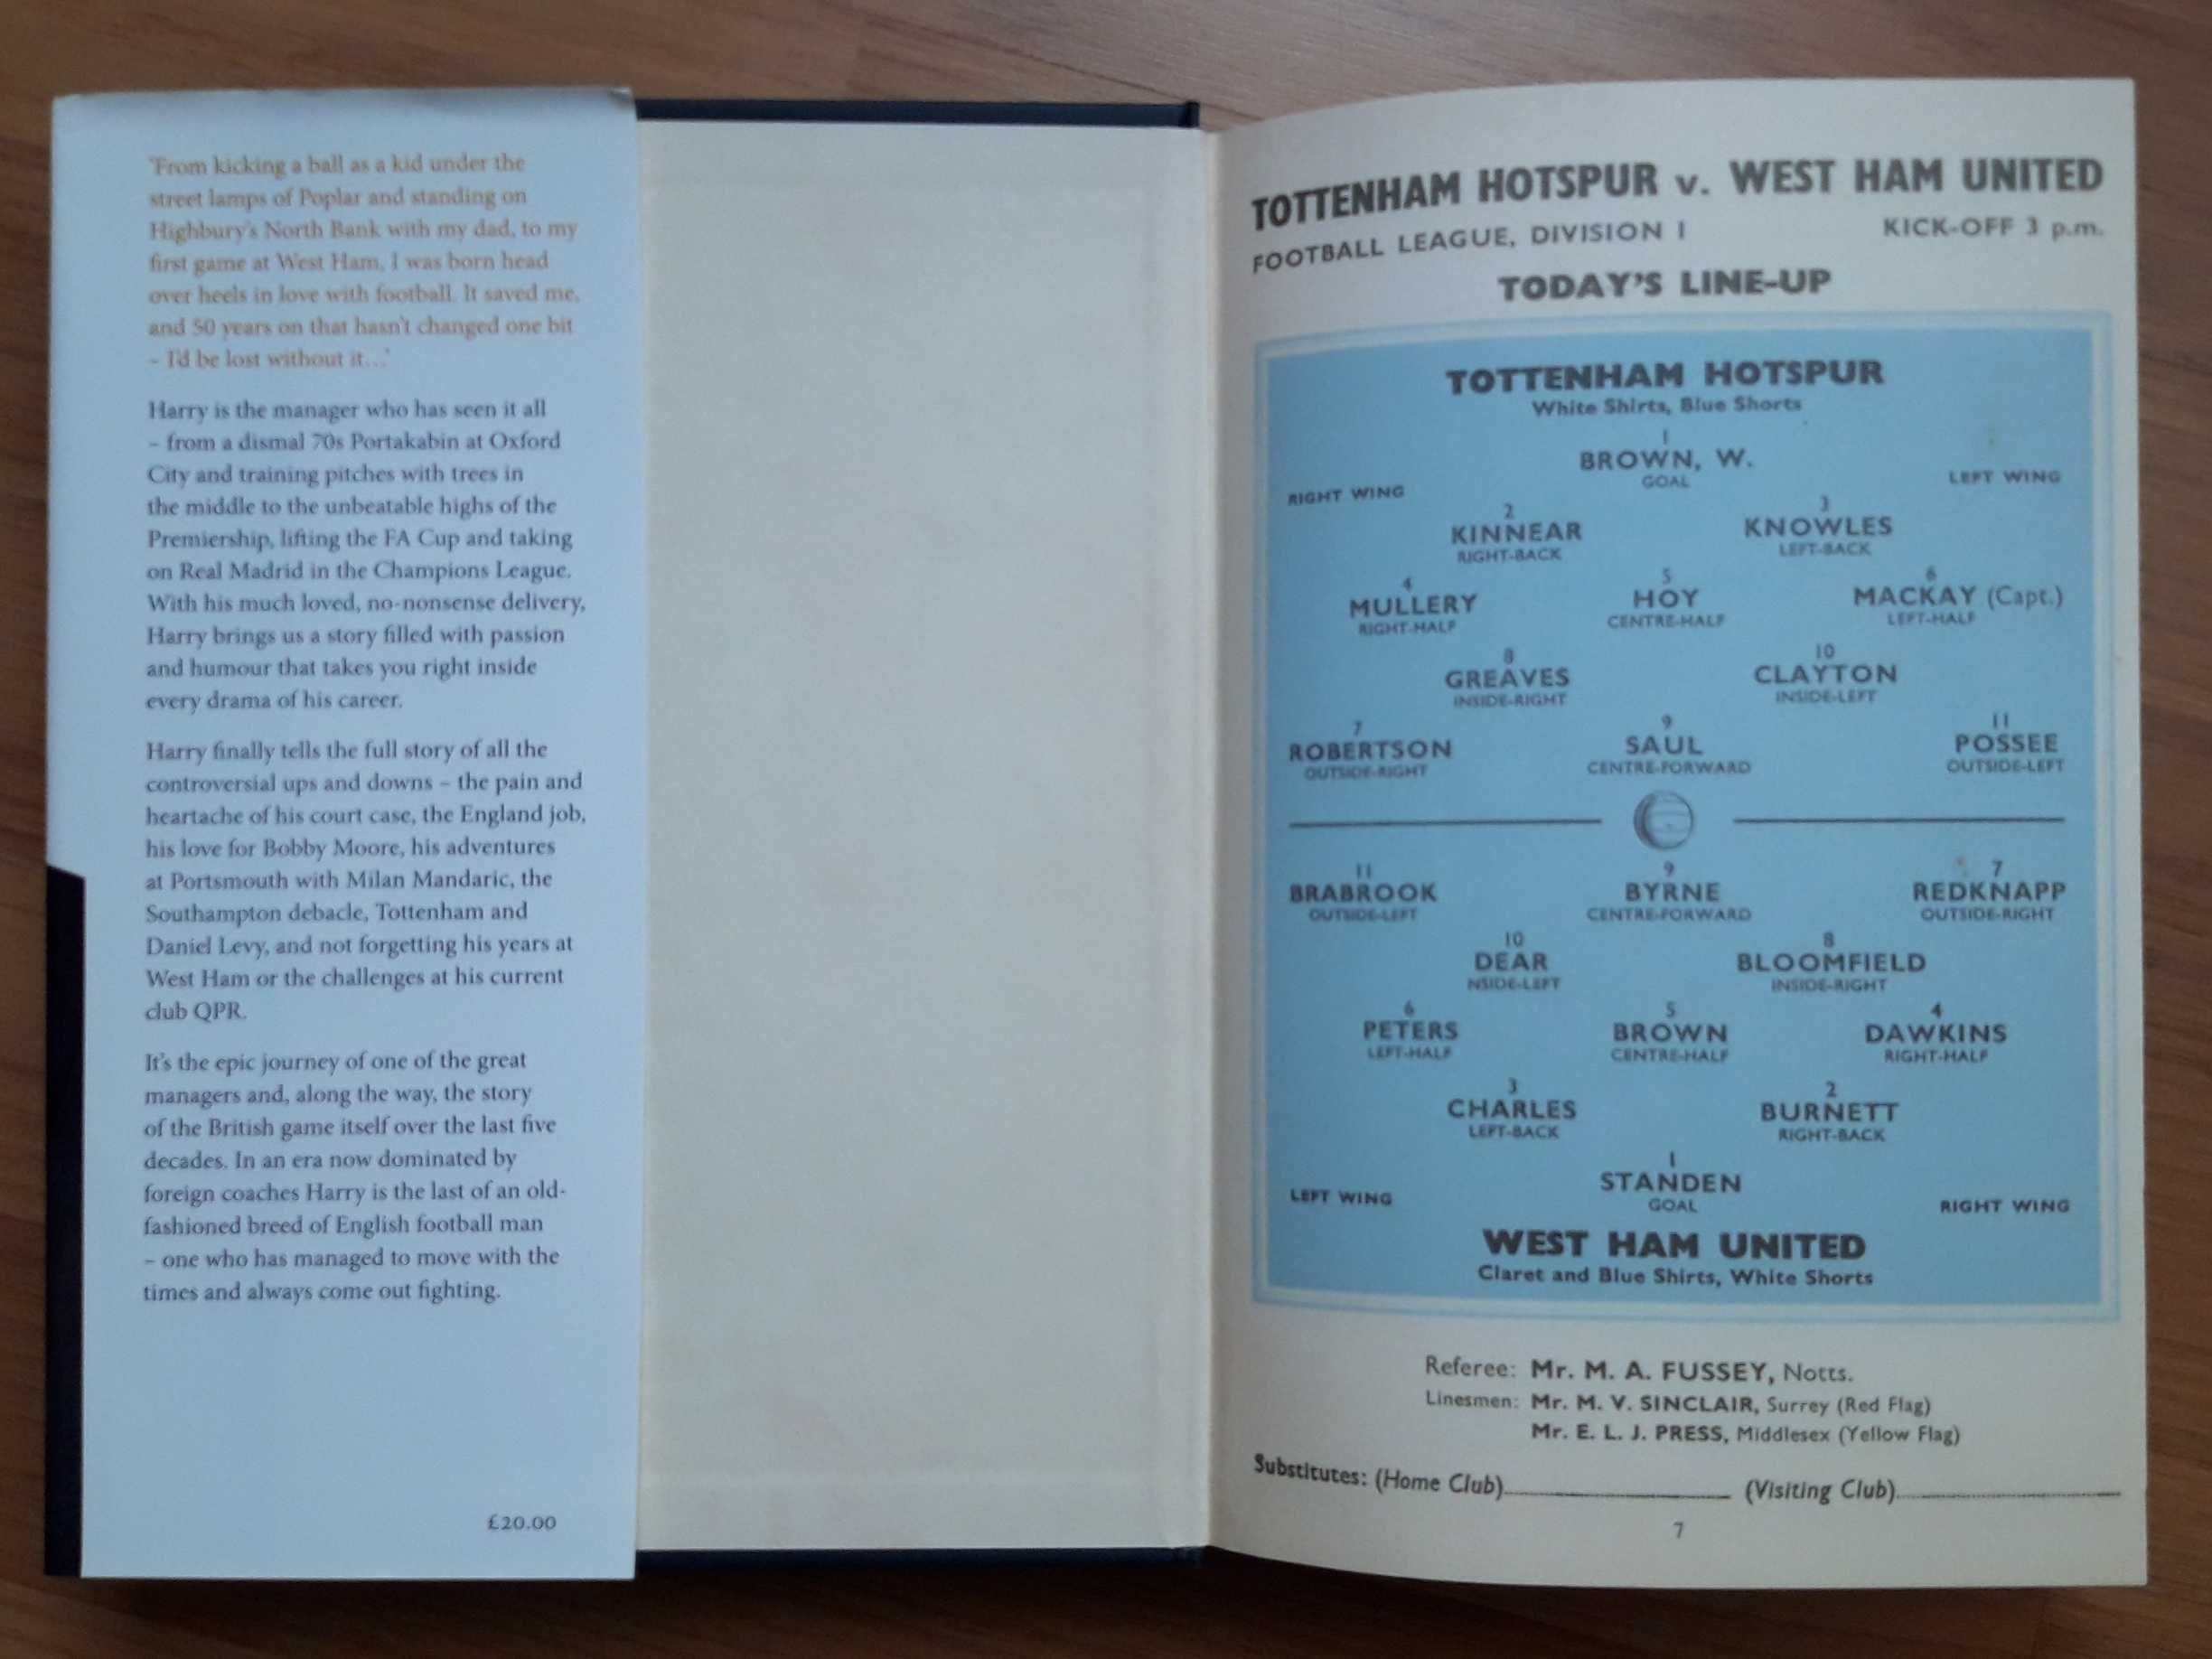 'From kicking a ball as a kid under the
street lamps of Poplar and standing on
Highbury's North Bank with my dad, to my
first game at West Ham, I was born head
over heels in love with football. It saved me,
and 50 years on that hasn't changed one bit
– I'd be lost without it…'
Harry is the manager who has seen it all
– from a dismal 70s Portakabin at Oxford
City and training pitches with trees in
the middle to the unbeatable highs of the
Premiership, lifting the FA Cup and taking
on Real Madrid in the Champions League.
With his much loved, no-nonsense delivery,
Harry brings us a story filled with passion
and humour that takes you right inside
every drama of his career.
Harry finally tells the full story of all the
controversial ups and downs – the pain and
heartache of his court case, the England job,
his love for Bobby Moore, his adventures
at Portsmouth with Milan Mandaric, the
Southampton debacle, Tottenham and
Daniel Levy, and not forgetting his years at
West Ham or the challenges at his current
club QPR.
It's the epic journey of one of the great
managers and, along the way, the story
of the British game itself over the last five
decades. In an era now dominated by
foreign coaches Harry is the last of an old-
fashioned breed of English football man
– one who has managed to move with the
times and always come out fighting.
£20.00
TOTTENHAM HOTSPUR v. WEST HAM UNITED
FOOTBALL LEAGUE, DIVISION I KICK-OFF 3 p.m.
TODAY'S LINE-UP
TOTTENHAM HOTSPUR
White Shirts, Blue Shorts
1
BROWN, W.
GOAL
RIGHT WING LEFT WING
2 3
KINNEAR KNOWLES
RIGHT-BACK LEFT-BACK
4 5 6
MULLERY HOY MACKAY (Capt.)
RIGHT-HALF CENTRE-HALF LEFT-HALF
8 10
GREAVES CLAYTON
INSIDE-RIGHT INSIDE-LEFT
7 9 11
ROBERTSON SAUL POSSEE
OUTSIDE-RIGHT CENTRE-FORWARD OUTSIDE-LEFT
11 9 7
BRABROOK BYRNE REDKNAPP
OUTSIDE-LEFT CENTRE-FORWARD OUTSIDE-RIGHT
10 8
DEAR BLOOMFIELD
NSIDE-LEFT INSIDE-RIGHT
6 5 4
PETERS BROWN DAWKINS
LEFT-HALF CENTRE-HALF RIGHT-HALF
3 2
CHARLES BURNETT
LEFT-BACK RIGHT-BACK
1
STANDEN
GOAL
LEFT WING RIGHT WING
WEST HAM UNITED
Claret and Blue Shirts, White Shorts
Referee: Mr. M. A. FUSSEY, Notts.
Linesmen: Mr. M. V. SINCLAIR, Surrey (Red Flag)
Mr. E. L. J. PRESS, Middlesex (Yellow Flag)
Substitutes: (Home Club) (Visiting Club)
7